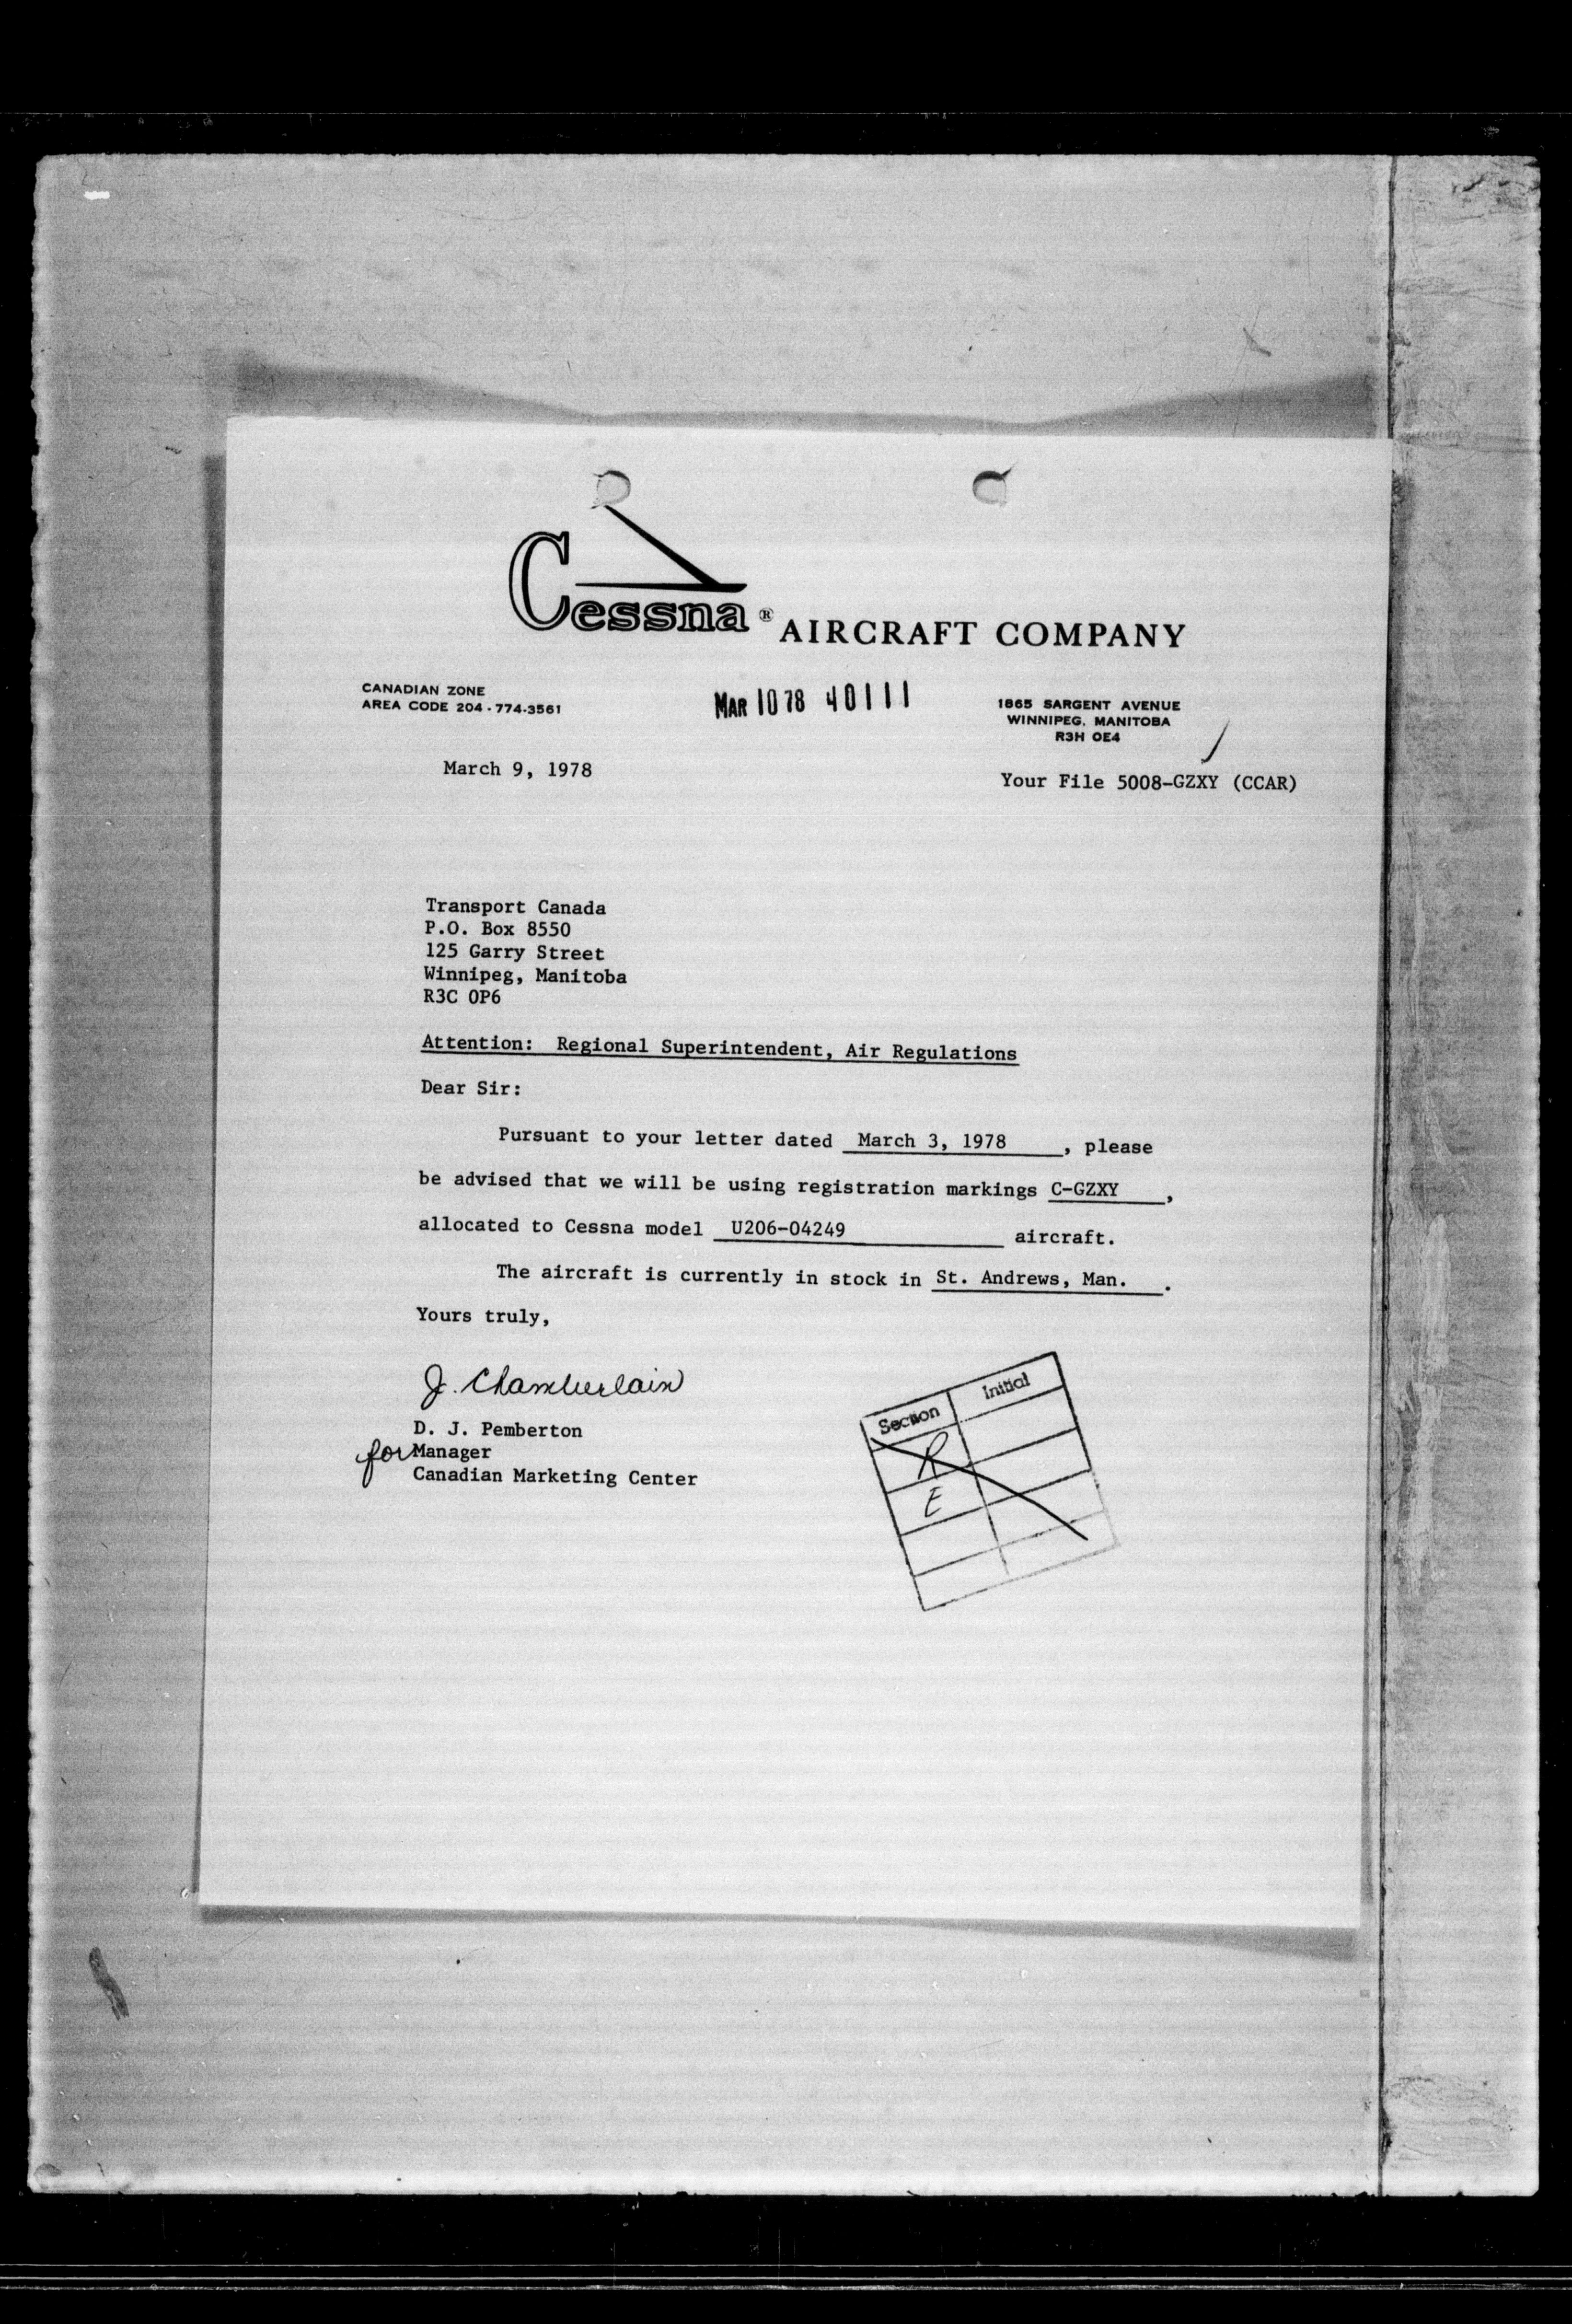 Cessna® AIRCRAFT COMPANY
CANADIAN ZONE
AREA CODE 204-774-3561
MAR 10 78 40111
1865 SARGENT AVENUE
WINNIPEG, MANITOBA
R3H 0E4
March 9, 1978
Your File 5008-GZXY (CCAR)
Transport Canada
P.O. Box 8550
125 Garry Street
Winnipeg, Manitoba
R3C 0P6
Attention: Regional Superintendent, Air Regulations
Dear Sir:
Pursuant to your letter dated March 3, 1978, please
be advised that we will be using registration markings C-GZXY,
allocated to Cessna model U206-04249 aircraft.
The aircraft is currently in stock in St. Andrews, Man.
Yours truly,
J. Chamberlain
D. J. Pemberton
for Manager
Canadian Marketing Center
Section Initial
R
E